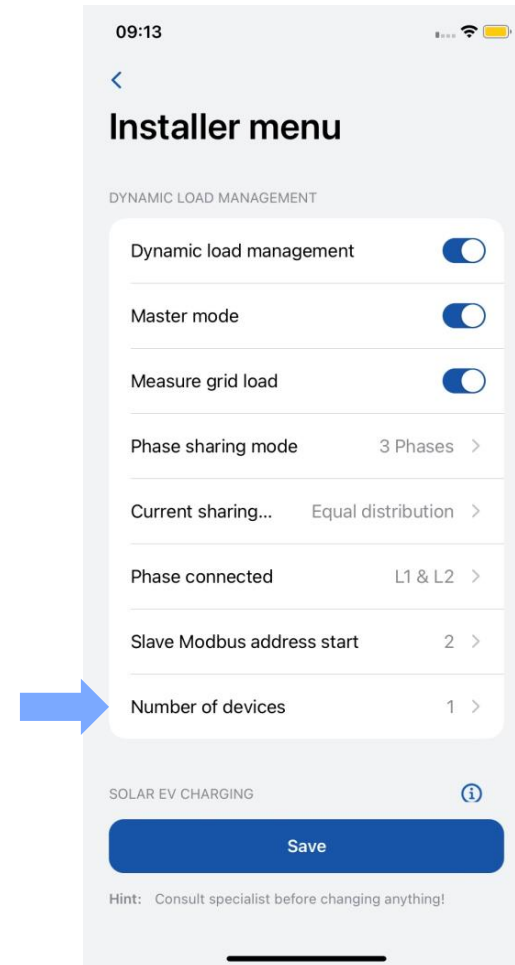 09:13
Installer menu
DYNAMIC LOAD MANAGEMENT
Dynamic load management
Master mode
Measure grid load
Phase sharing mode 3 Phases
Current sharing... Equal distribution
Phase connected L1 & L2
Slave Modbus address start 2
Number of devices 1
SOLAR EV CHARGING
Save
Hint: Consult specialist before changing anything!